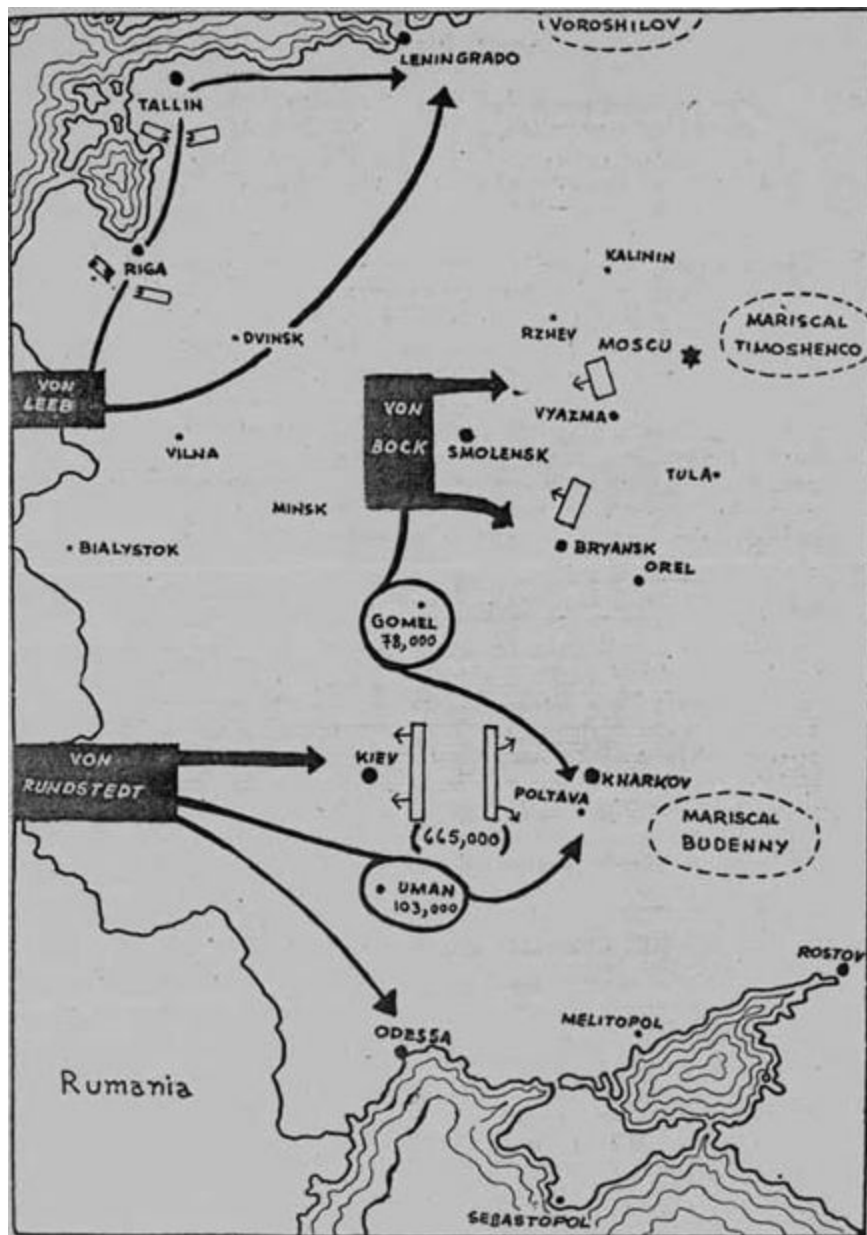 VOROSHILOV
LENINGRADO
TALLIN
RIGA
KALININ
DVINSK
RZHEV
MOSCU
MARISCAL
TIMOSHENCO
VON
LEEB
VON
BOCK
VYAZMA
VILNA
SMOLENSK
TULA
MINSK
BIALYSTOK
BRYANSK
OREL
GOMEL
78,000
VON
RUNDSTEDT
KIEV
KHARKOV
POLTAVA
(665,000)
MARISCAL
BUDENNY
UMAN
103,000
ROSTOV
MELITOPOL
ODESSA
Rumania
SEBASTOPOL